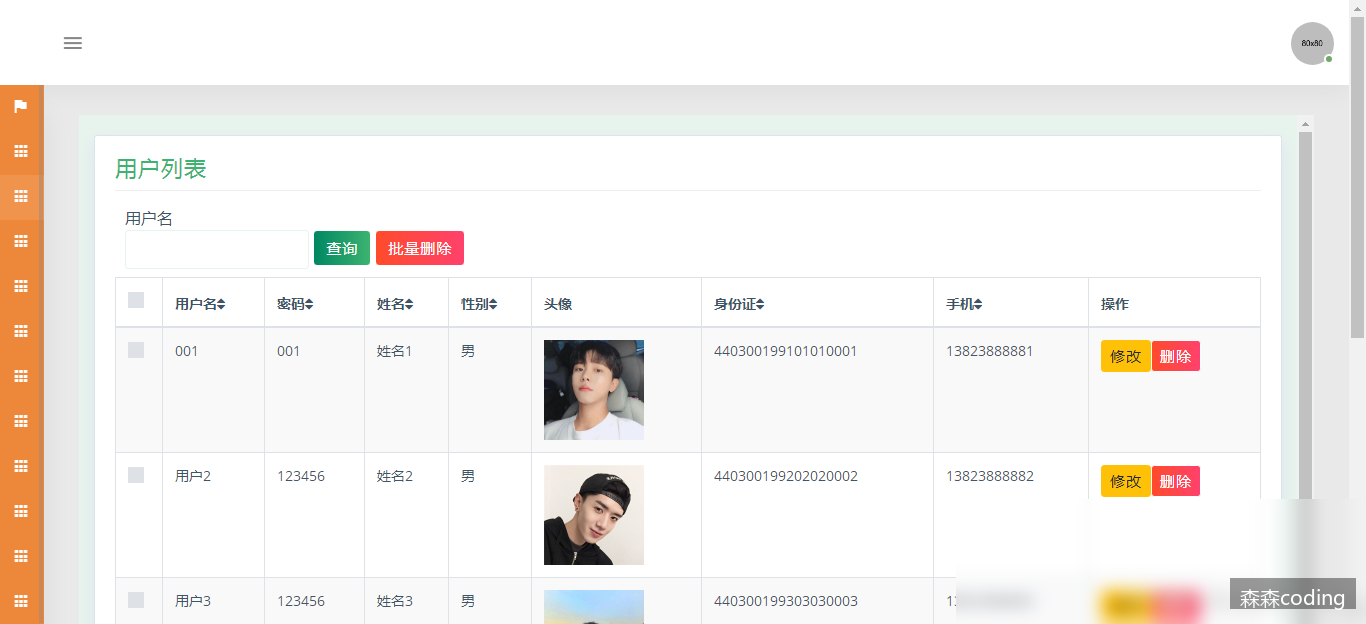 80x80
用户列表
用户名
查询 批量删除
用户名 密码 姓名 性别 头像 身份证 手机 操作
001 001 姓名1 男 440300199101010001 13823888881 修改 删除
用户2 123456 姓名2 男 440300199202020002 13823888882 修改 删除
用户3 123456 姓名3 男 440300199303030003
森森coding